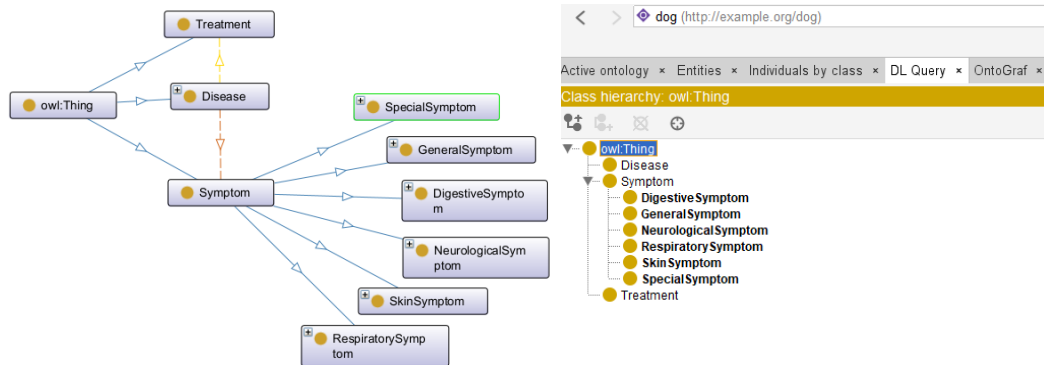 Treatment
Disease
owl:Thing
SpecialSymptom
GeneralSymptom
Symptom
DigestiveSympto
m
NeurologicalSym
ptom
SkinSymptom
RespiratorySymp
tom
dog (http://example.org/dog)
Active ontology × Entities × Individuals by class × DL Query × OntoGraf ×
Class hierarchy: owl:Thing
owl:Thing
Disease
Symptom
DigestiveSymptom
GeneralSymptom
NeurologicalSymptom
RespiratorySymptom
SkinSymptom
SpecialSymptom
Treatment